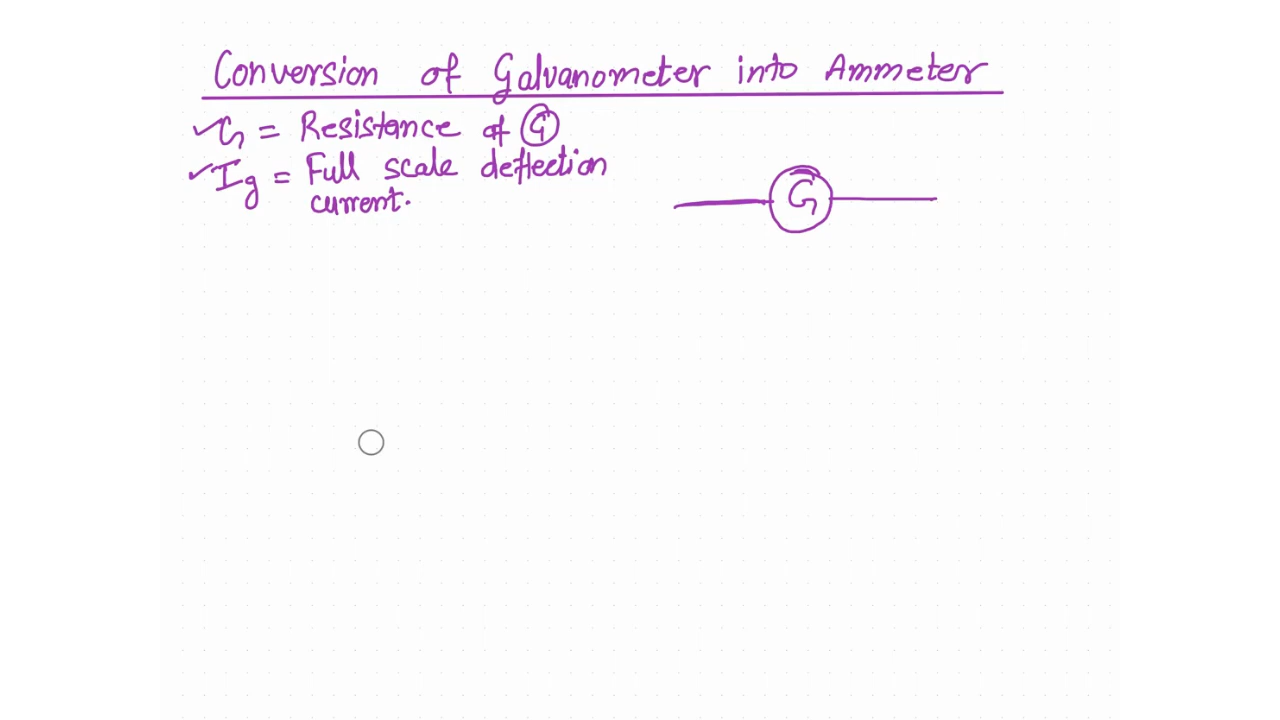 Conversion of Galvanometer into Ammeter
✓G = Resistance of G
✓Ig = Full scale deflection
current.
G